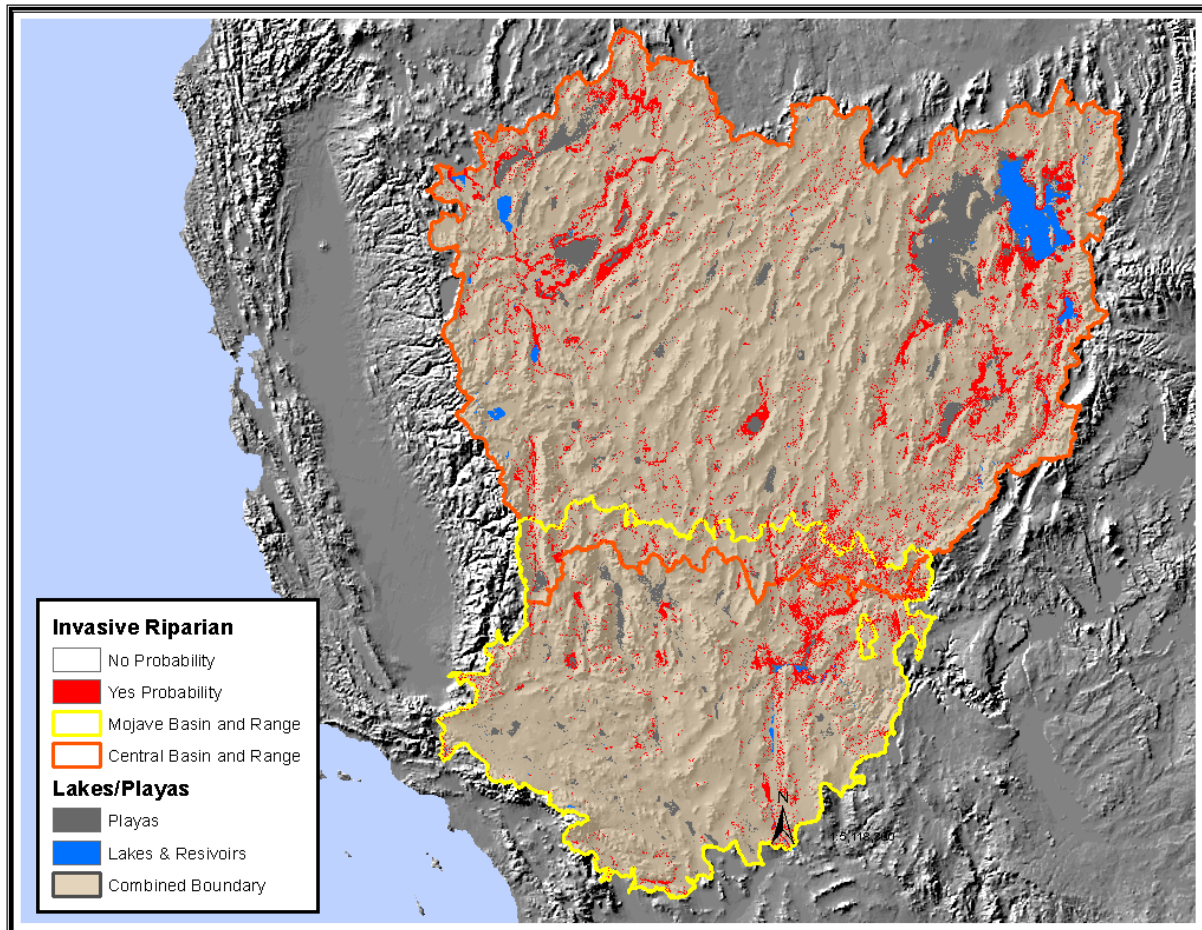 Invasive Riparian
No Probability
Yes Probability
Mojave Basin and Range
Central Basin and Range
Lakes/Playas
Playas
Lakes & Resivoirs
Combined Boundary
N